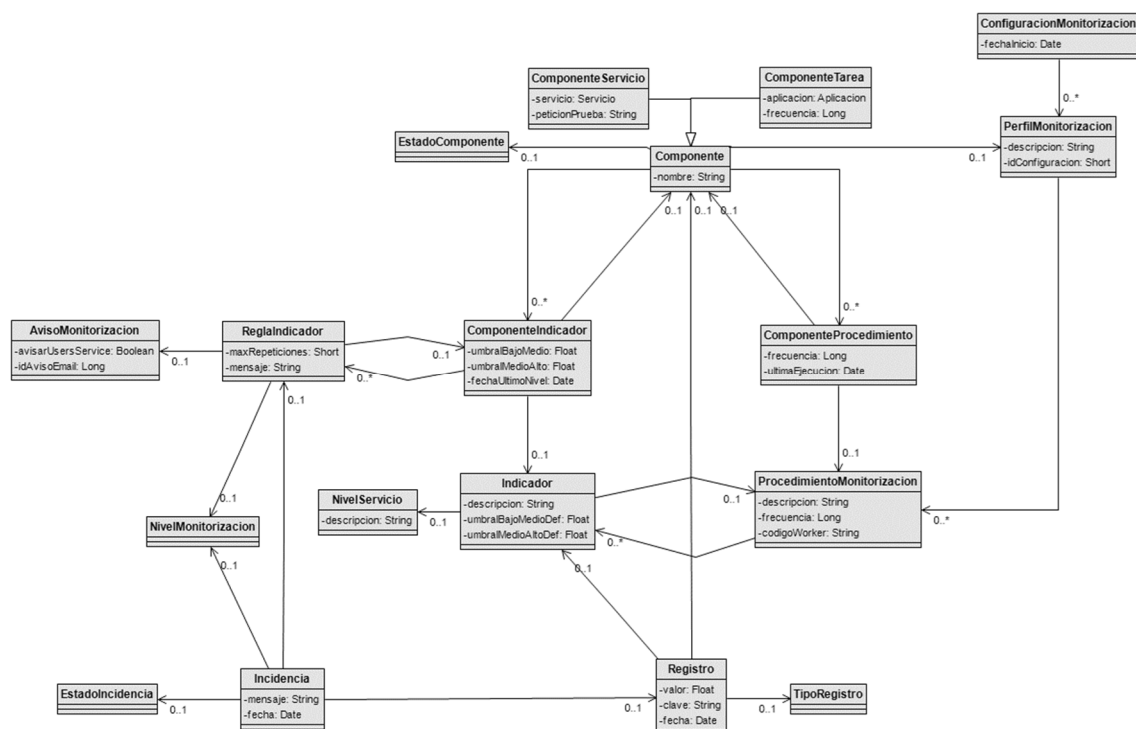 ConfiguracionMonitorizacion
-fechaInicio: Date
ComponenteServicio
-servicio: Servicio
-peticionPrueba: String
ComponenteTarea
-aplicacion: Aplicacion
-frecuencia: Long
0..*
PerfilMonitorizacion
-descripcion: String
-idConfiguracion: Short
EstadoComponente
0..1
Componente
-nombre: String
0..1
0..1
0..1
0..1
0..*
0..*
AvisoMonitorizacion
-avisarUsersService: Boolean
-idAvisoEmail: Long
0..1
ReglaIndicador
-maxRepeticiones: Short
-mensaje: String
0..1
0..*
0..1
ComponenteIndicador
-umbralBajoMedio: Float
-umbralMedioAlto: Float
-fechaUltimoNivel: Date
ComponenteProcedimiento
-frecuencia: Long
-ultimaEjecucion: Date
0..1
0..1
NivelServicio
-descripcion: String
0..1
Indicador
-descripcion: String
-umbralBajoMedioDef: Float
-umbralMedioAltoDef: Float
0..1
0..*
0..1
ProcedimientoMonitorizacion
-descripcion: String
-frecuencia: Long
-codigoWorker: String
0..*
0..1
NivelMonitorizacion
0..1
EstadoIncidencia
0..1
Incidencia
-mensaje: String
-fecha: Date
0..1
Registro
-valor: Float
-clave: String
-fecha: Date
0..1
TipoRegistro